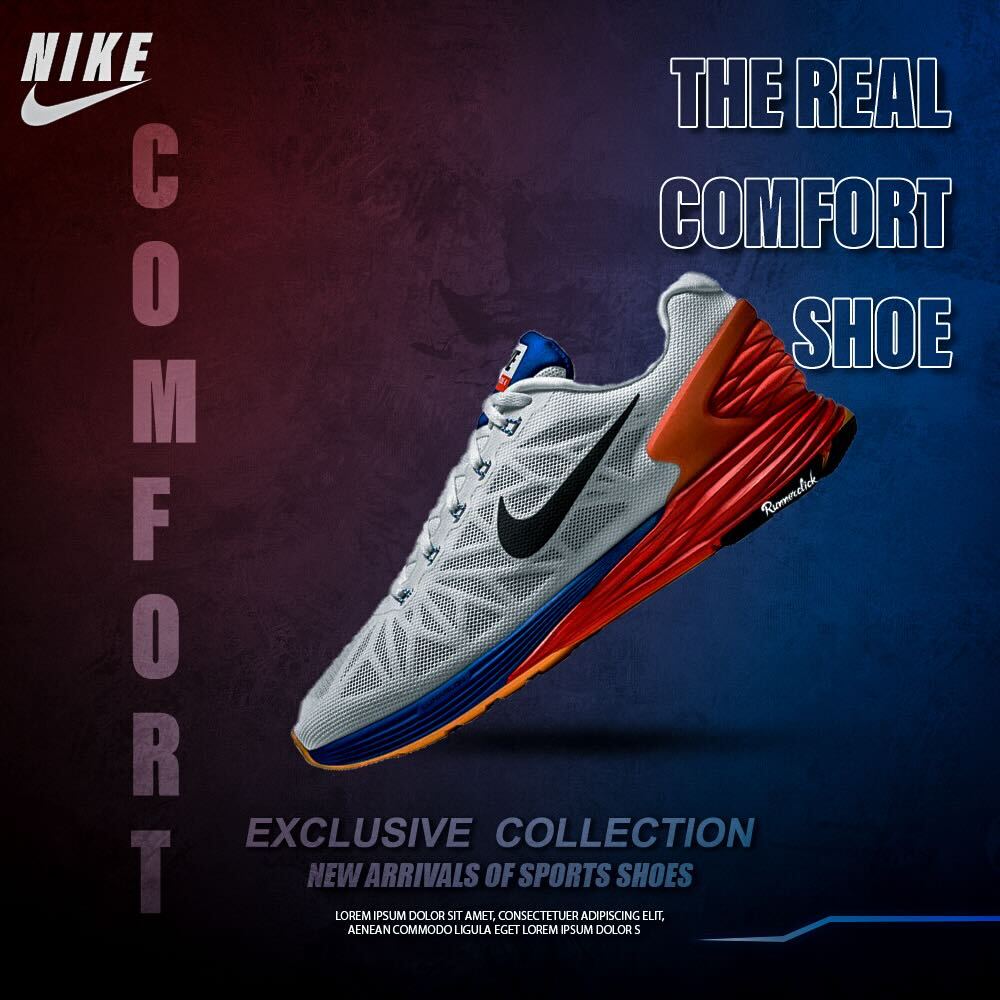 NIKE
COMFORT
THE REAL
COMFORT
SHOE
Runnerclick
EXCLUSIVE COLLECTION
NEW ARRIVALS OF SPORTS SHOES
LOREM IPSUM DOLOR SIT AMET, CONSECTETUER ADIPISCING ELIT,
AENEAN COMMODO LIGULA EGET LOREM IPSUM DOLOR S